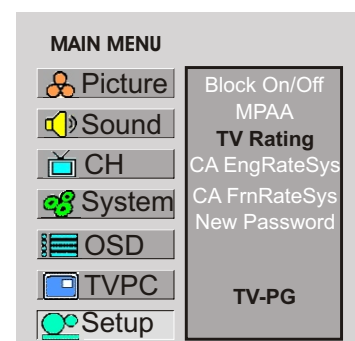 MAIN MENU
Picture
Sound
CH
System
OSD
TVPC
Setup
Block On/Off
MPAA
TV Rating
CA EngRateSys
CA FrnRateSys
New Password
TV-PG